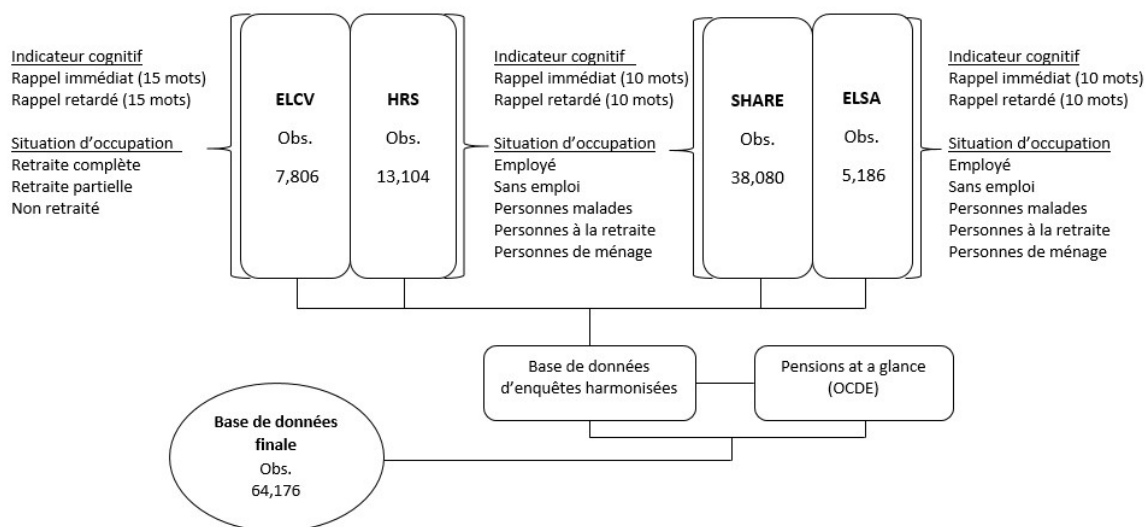 Indicateur cognitif
Rappel immédiat (15 mots)
Rappel retardé (15 mots)
Situation d'occupation
Retraite complète
Retraite partielle
Non retraité
ELCV
Obs.
7,806
HRS
Obs.
13,104
Indicateur cognitif
Rappel immédiat (10 mots)
Rappel retardé (10 mots)
Situation d'occupation
Employé
Sans emploi
Personnes malades
Personnes à la retraite
Personnes de ménage
SHARE
Obs.
38,080
ELSA
Obs.
5,186
Indicateur cognitif
Rappel immédiat (10 mots)
Rappel retardé (10 mots)
Situation d'occupation
Employé
Sans emploi
Personnes malades
Personnes à la retraite
Personnes de ménage
Base de données
d'enquêtes harmonisées
Pensions at a glance
(OCDE)
Base de données
finale
Obs.
64,176